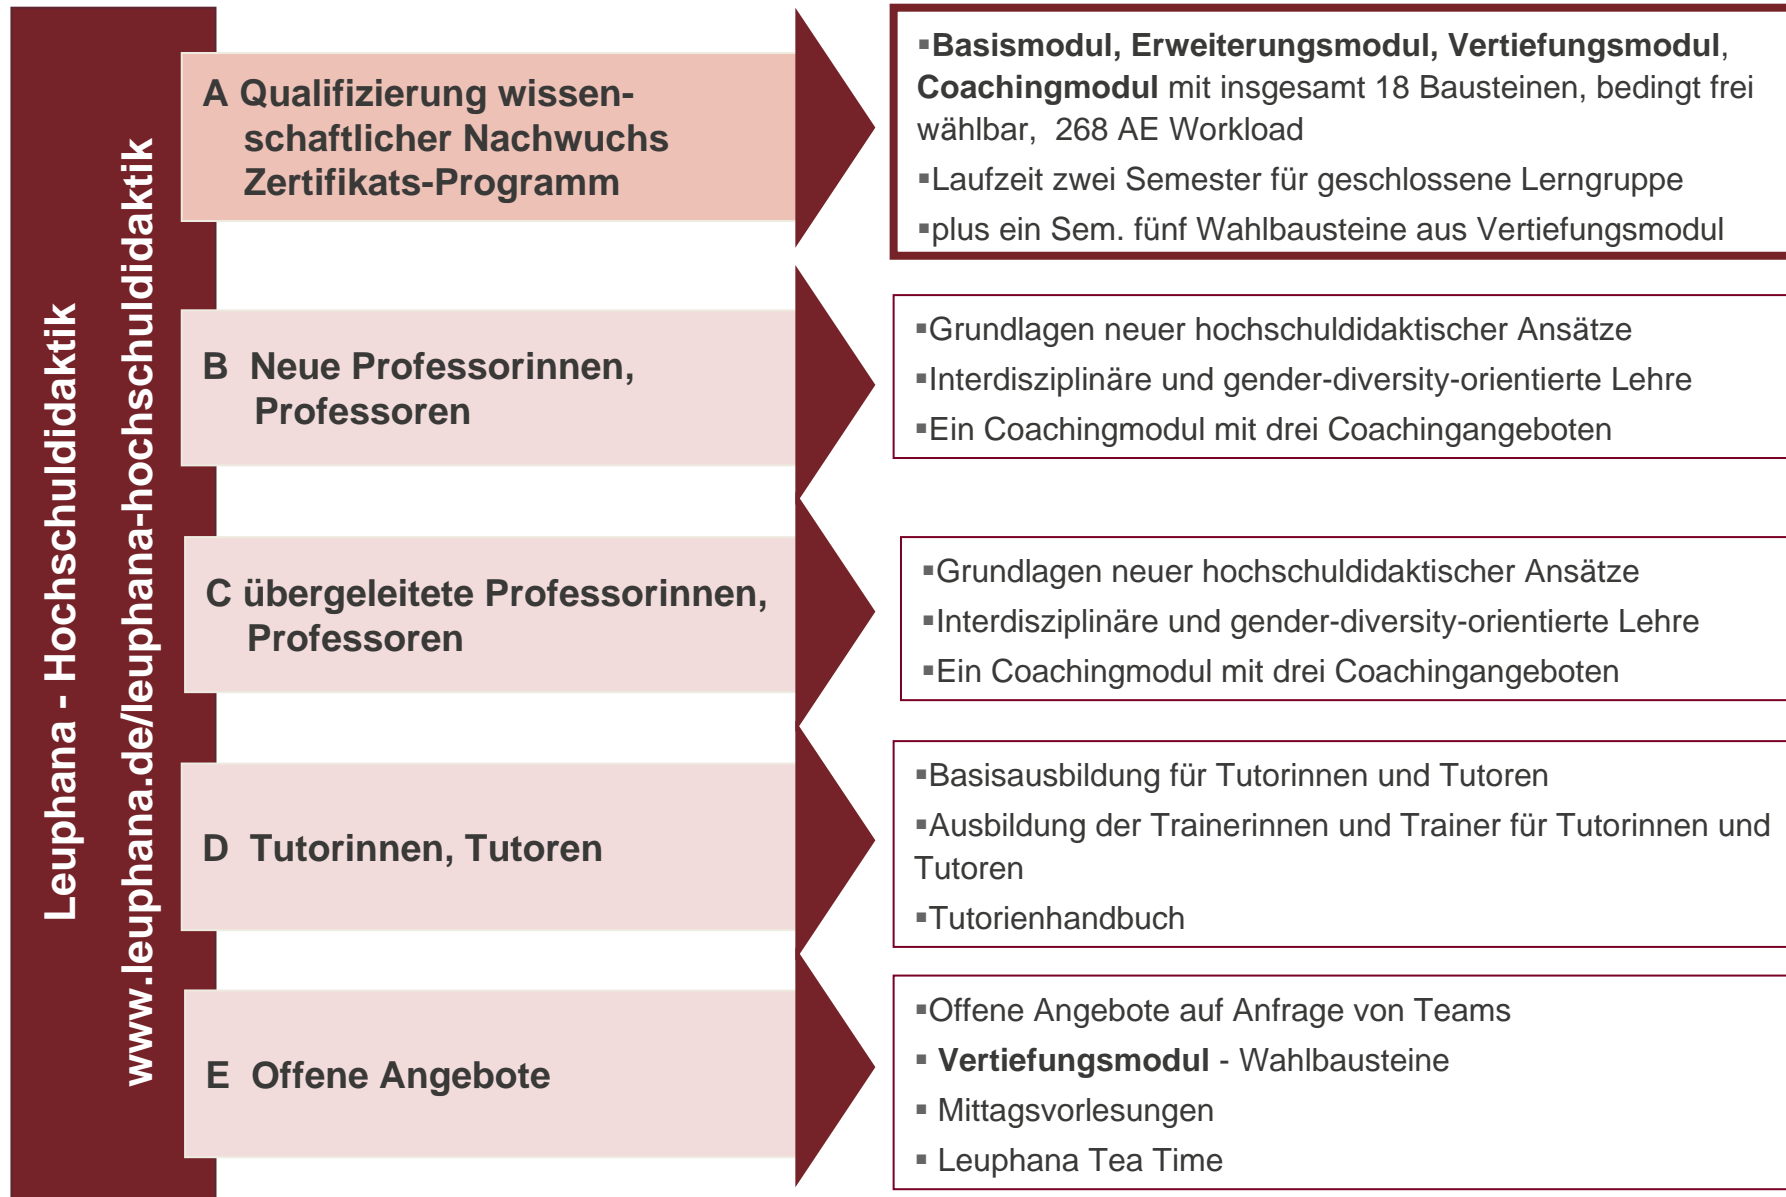 Leuphana - Hochschuldidaktik
www.leuphana.de/leuphana-hochschuldidaktik
A Qualifizierung wissen-
schaftlicher Nachwuchs
Zertifikats-Programm
▪Basismodul, Erweiterungsmodul, Vertiefungsmodul,
Coachingmodul mit insgesamt 18 Bausteinen, bedingt frei
wählbar, 268 AE Workload
▪Laufzeit zwei Semester für geschlossene Lerngruppe
▪plus ein Sem. fünf Wahlbausteine aus Vertiefungsmodul
B Neue Professorinnen,
Professoren
▪Grundlagen neuer hochschuldidaktischer Ansätze
▪Interdisziplinäre und gender-diversity-orientierte Lehre
▪Ein Coachingmodul mit drei Coachingangeboten
C übergeleitete Professorinnen,
Professoren
▪Grundlagen neuer hochschuldidaktischer Ansätze
▪Interdisziplinäre und gender-diversity-orientierte Lehre
▪Ein Coachingmodul mit drei Coachingangeboten
D Tutorinnen, Tutoren
▪Basisausbildung für Tutorinnen und Tutoren
▪Ausbildung der Trainerinnen und Trainer für Tutorinnen und
Tutoren
▪Tutorienhandbuch
E Offene Angebote
▪Offene Angebote auf Anfrage von Teams
▪ Vertiefungsmodul - Wahlbausteine
▪ Mittagsvorlesungen
▪ Leuphana Tea Time